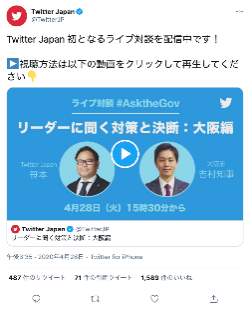 Twitter Japan
@TwitterJP
Twitter Japan 初となるライブ対談を配信中です！
▶️視聴方法は以下の動画をクリックして再生してくだ
さい👇
ライブ対談 #AsktheGov
リーダーに聞く対策と決断：大阪編
Twitter Japan
笹本
大阪府
吉村知事
4月28日（火）15時30分から
Twitter Japan @TwitterJP
リーダーに聞く対策と決断：大阪編
午後3:35 · 2020年4月28日 · Twitter for iPhone
487 件のリツイート 71 件の引用ツイート 1,589 件のいいね